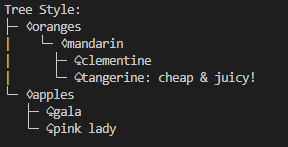 Tree Style:
├─ ◊oranges
│  └─ ◊mandarin
│     ├─ ♤clementine
│     └─ ♤tangerine: cheap & juicy!
└─ ◊apples
   ├─ ♤gala
   └─ ♤pink lady